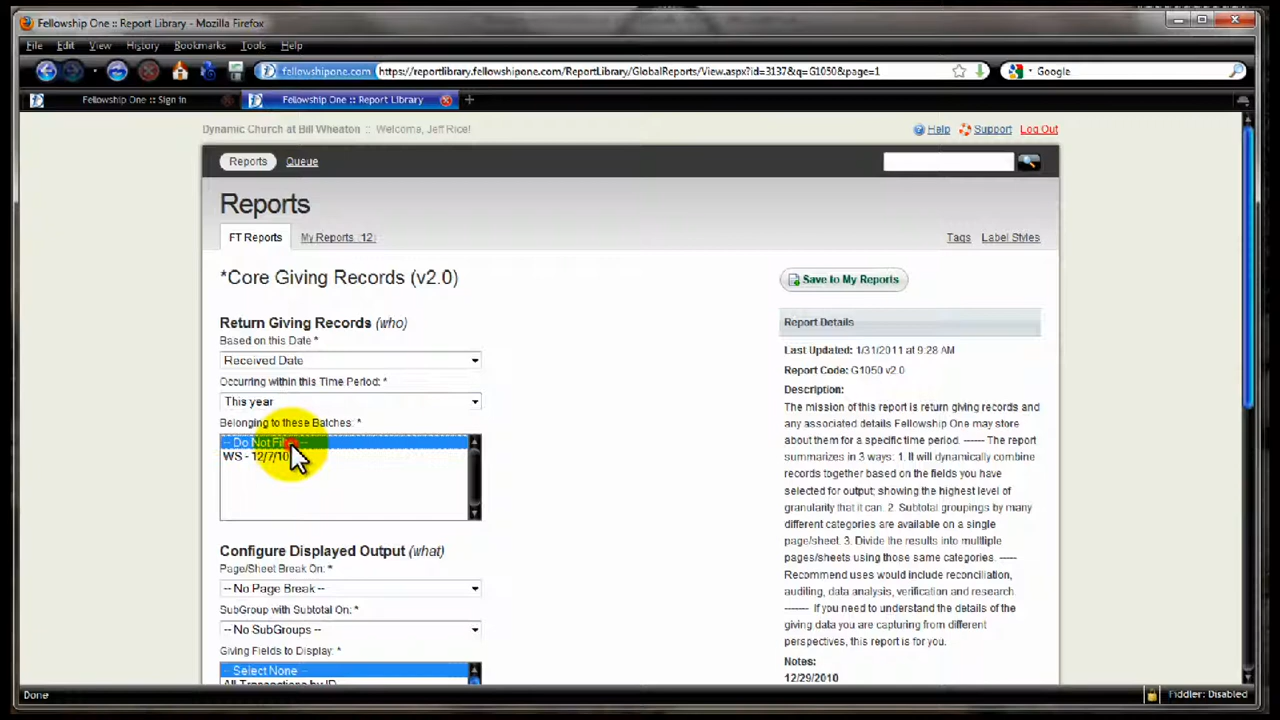 Fellowship One :: Report Library - Mozilla Firefox
File Edit View History Bookmarks Tools Help
fellowshipone.com https://reportlibrary.fellowshipone.com/ReportLibrary/GlobalReports/View.aspx?id=3137&q=G1050&page=1 Google
Fellowship One :: Sign in Fellowship One :: Report Library
Dynamic Church at Bill Wheaton :: Welcome, Jeff Rice! Help Support Log Out
Reports Queue
Reports
FT Reports My Reports (12) Tags Label Styles
*Core Giving Records (v2.0)
Save to My Reports
Return Giving Records (who)
Based on this Date *
Received Date
Occurring within this Time Period: *
This year
Belonging to these Batches: *
-- Do Not Filter --
WS - 12/7/10
Configure Displayed Output (what)
Page/Sheet Break On: *
-- No Page Break --
SubGroup with Subtotal On: *
-- No SubGroups --
Giving Fields to Display: *
-- Select None --
All Transactions by ID
Report Details
Last Updated: 1/31/2011 at 9:28 AM
Report Code: G1050 v2.0
Description:
The mission of this report is return giving records and
any associated details Fellowship One may store
about them for a specific time period. ------ The report
summarizes in 3 ways: 1. It will dynamically combine
records together based on the fields you have
selected for output; showing the highest level of
granularity that it can. 2. Subtotal groupings by many
different categories are available on a single
page/sheet. 3. Divide the results into multiple
pages/sheets using those same categories. -----
Recommend uses would include reconciliation,
auditing, data analysis, verification and research.
------- If you need to understand the details of the
giving data you are capturing from different
perspectives, this report is for you.
Notes:
12/29/2010
Done Fiddler: Disabled